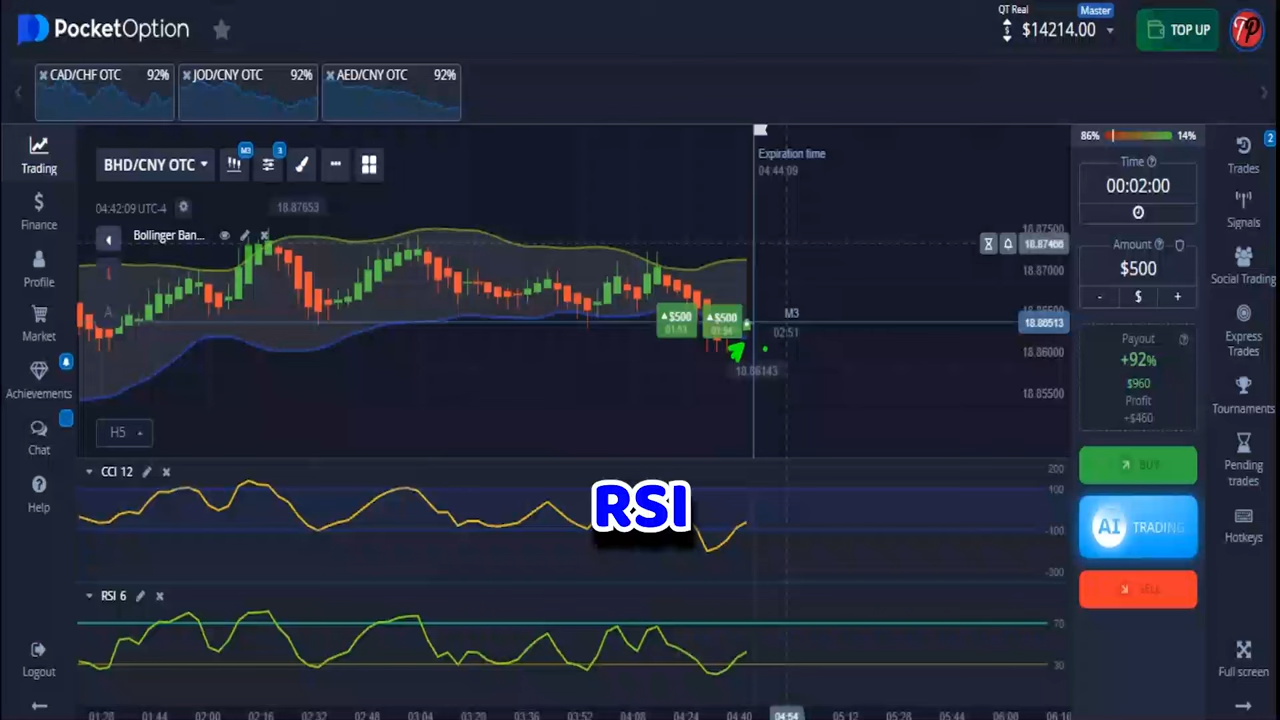 PocketOption
QT Real
Master
$14214.00
TOP UP
CAD/CHF OTC 92%
JOD/CNY OTC 92%
AED/CNY OTC 92%
Trading
Finance
Profile
Market
Achievements
Chat
Help
Logout
BHD/CNY OTC
M3
3
04:42:09 UTC-4
18.87653
Bollinger Ban...
Expiration time
04:44:09
18.87500
18.87466
18.87000
18.86513
18.86000
18.85500
$500
01:53
$500
01:54
M3
02:51
18.86143
H5
CCI 12
200
100
-100
-300
RSI
RSI 6
70
30
01:28 01:44 02:00 02:16 02:32 02:48 03:04 03:20 03:36 03:52 04:08 04:24 04:40 04:54 05:12 05:28 05:44 06:00 06:16
86% 14%
Time
00:02:00
Amount
$500
- $ +
Payout
+92%
$960
Profit
+$460
BUY
AI TRADING
SELL
2
Trades
Signals
Social Trading
Express
Trades
Tournaments
Pending
trades
Hotkeys
Full screen